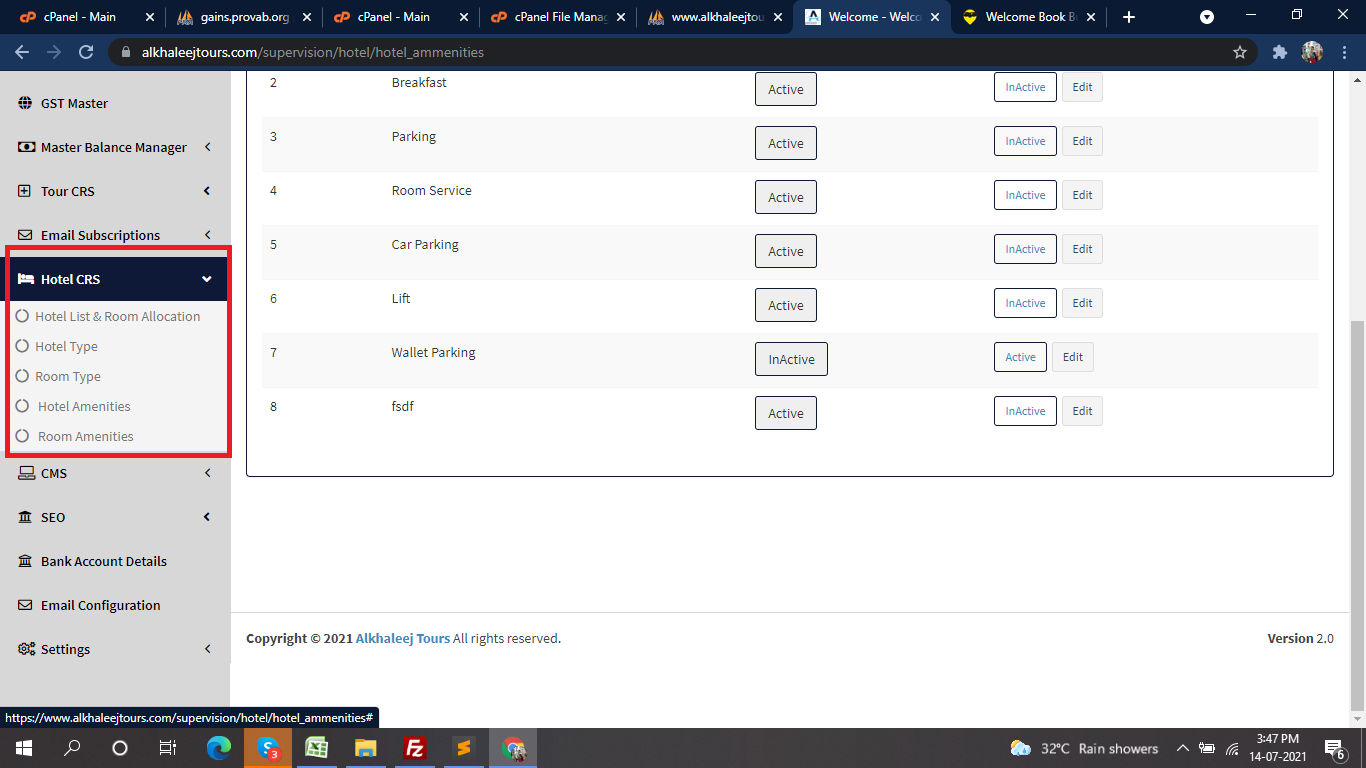 cPanel - Main
gains.provab.org
cPanel - Main
cPanel File Mana
www.alkhaleejtou
Welcome - Welco
Welcome Book B
alkhaleejtours.com/supervision/hotel/hotel_ammenities
GST Master
Master Balance Manager
Tour CRS
Email Subscriptions
Hotel CRS
Hotel List & Room Allocation
Hotel Type
Room Type
Hotel Amenities
Room Amenities
CMS
SEO
Bank Account Details
Email Configuration
Settings
2 Breakfast Active InActive Edit
3 Parking Active InActive Edit
4 Room Service Active InActive Edit
5 Car Parking Active InActive Edit
6 Lift Active InActive Edit
7 Wallet Parking InActive Active Edit
8 fsdf Active InActive Edit
Copyright © 2021 Alkhaleej Tours All rights reserved. Version 2.0
https://www.alkhaleejtours.com/supervision/hotel/hotel_ammenities#
3
32°C Rain showers
3:47 PM
14-07-2021
6